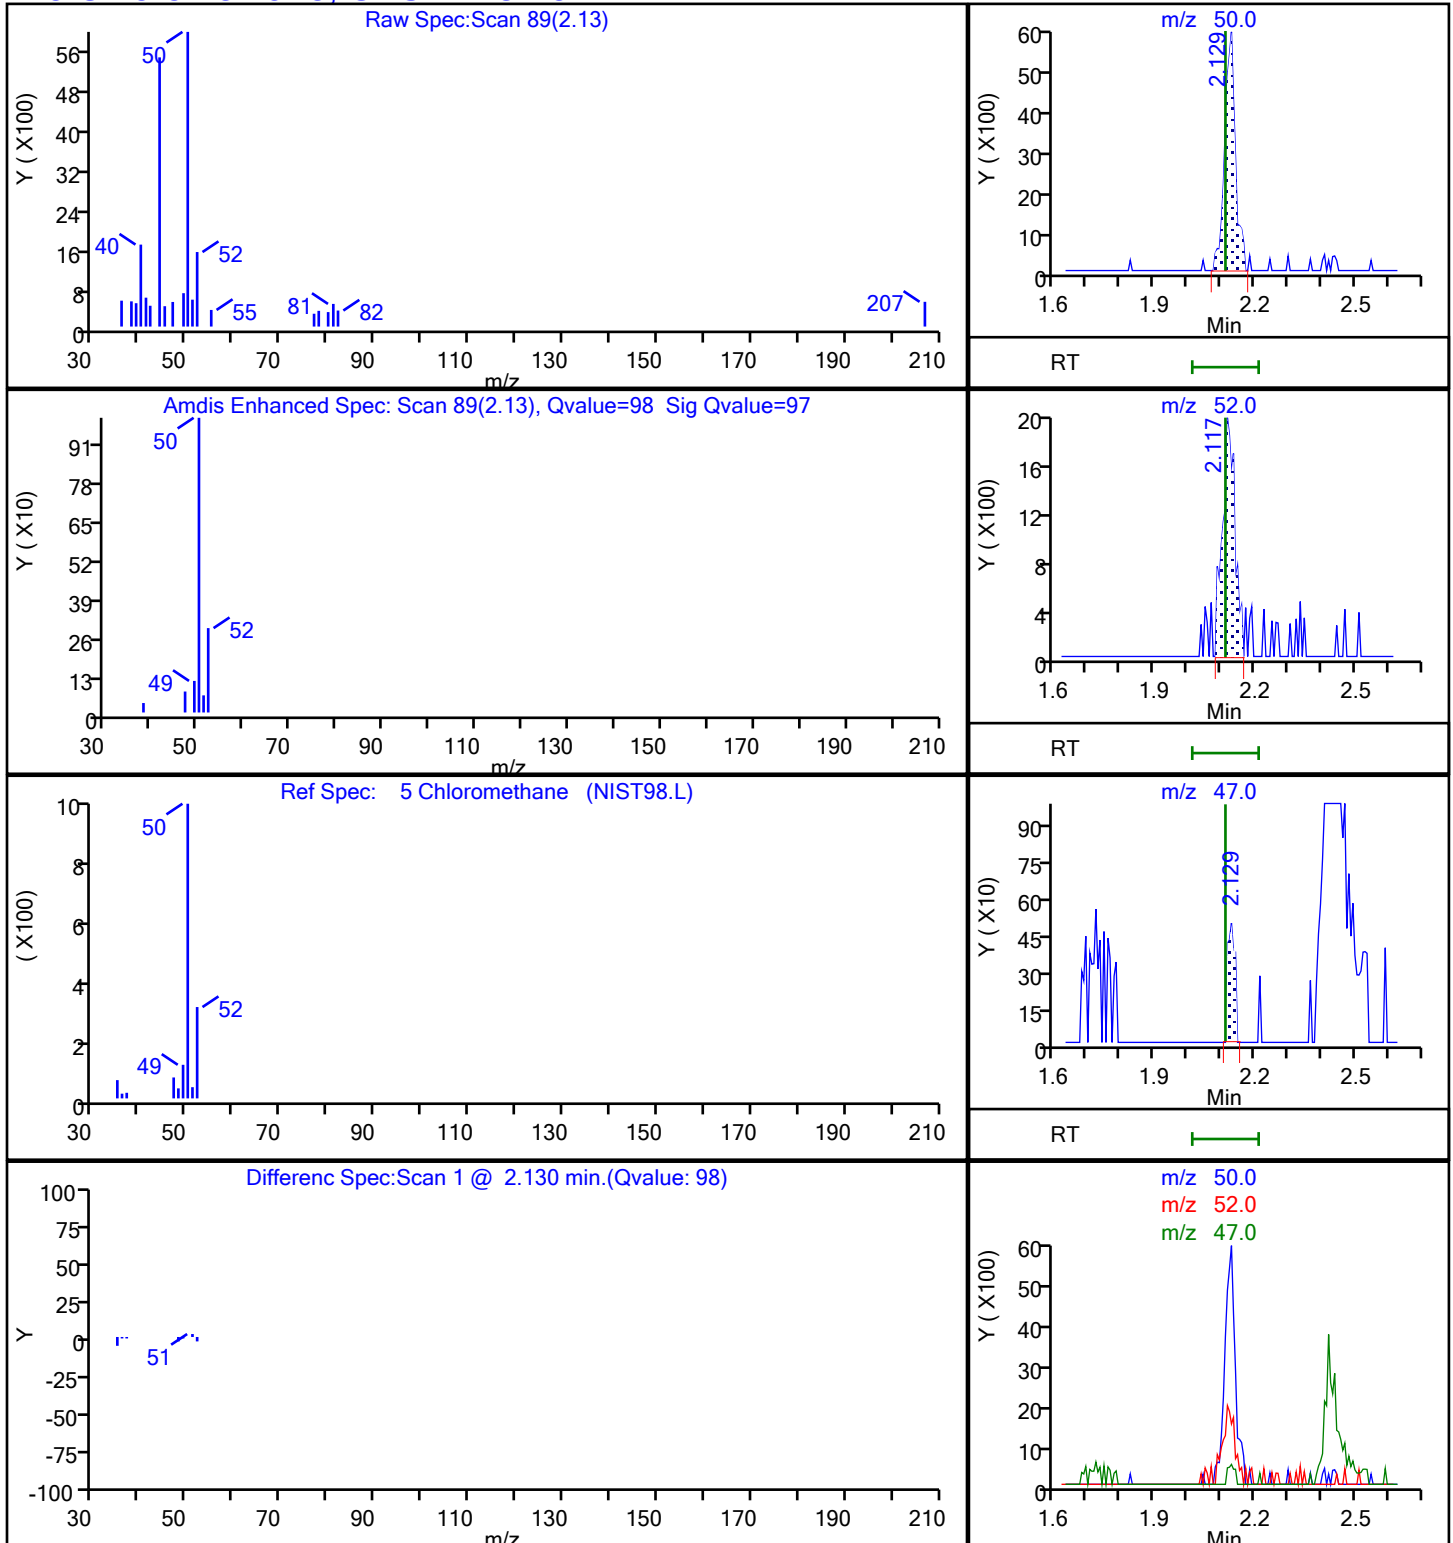 Raw Spec:Scan 89(2.13)
Y ( X100)
56
48
40
32
24
16
8
0
50
40
52
55
81
82
207
30 50 70 90 110 130 150 170 190 210
m/z
m/z 50.0
Y ( X100)
60
50
40
30
20
10
0
2.129
1.6 1.9 2.2 2.5
Min
RT
Amdis Enhanced Spec: Scan 89(2.13), Qvalue=98 Sig Qvalue=97
Y ( X10)
91
78
65
52
39
26
13
0
50
52
49
30 50 70 90 110 130 150 170 190 210
m/z
m/z 52.0
Y ( X100)
20
16
12
8
4
0
2.117
1.6 1.9 2.2 2.5
Min
RT
Ref Spec: 5 Chloromethane (NIST98.L)
( X100)
10
8
6
4
2
0
50
52
49
30 50 70 90 110 130 150 170 190 210
m/z 47.0
Y ( X10)
90
75
60
45
30
15
0
2.129
1.6 1.9 2.2 2.5
Min
RT
Differenc Spec:Scan 1 @ 2.130 min.(Qvalue: 98)
Y
100
75
50
25
0
-25
-50
-75
-100
51
30 50 70 90 110 130 150 170 190 210
m/z
m/z 50.0
m/z 52.0
m/z 47.0
Y ( X100)
60
50
40
30
20
10
0
1.6 1.9 2.2 2.5
Min